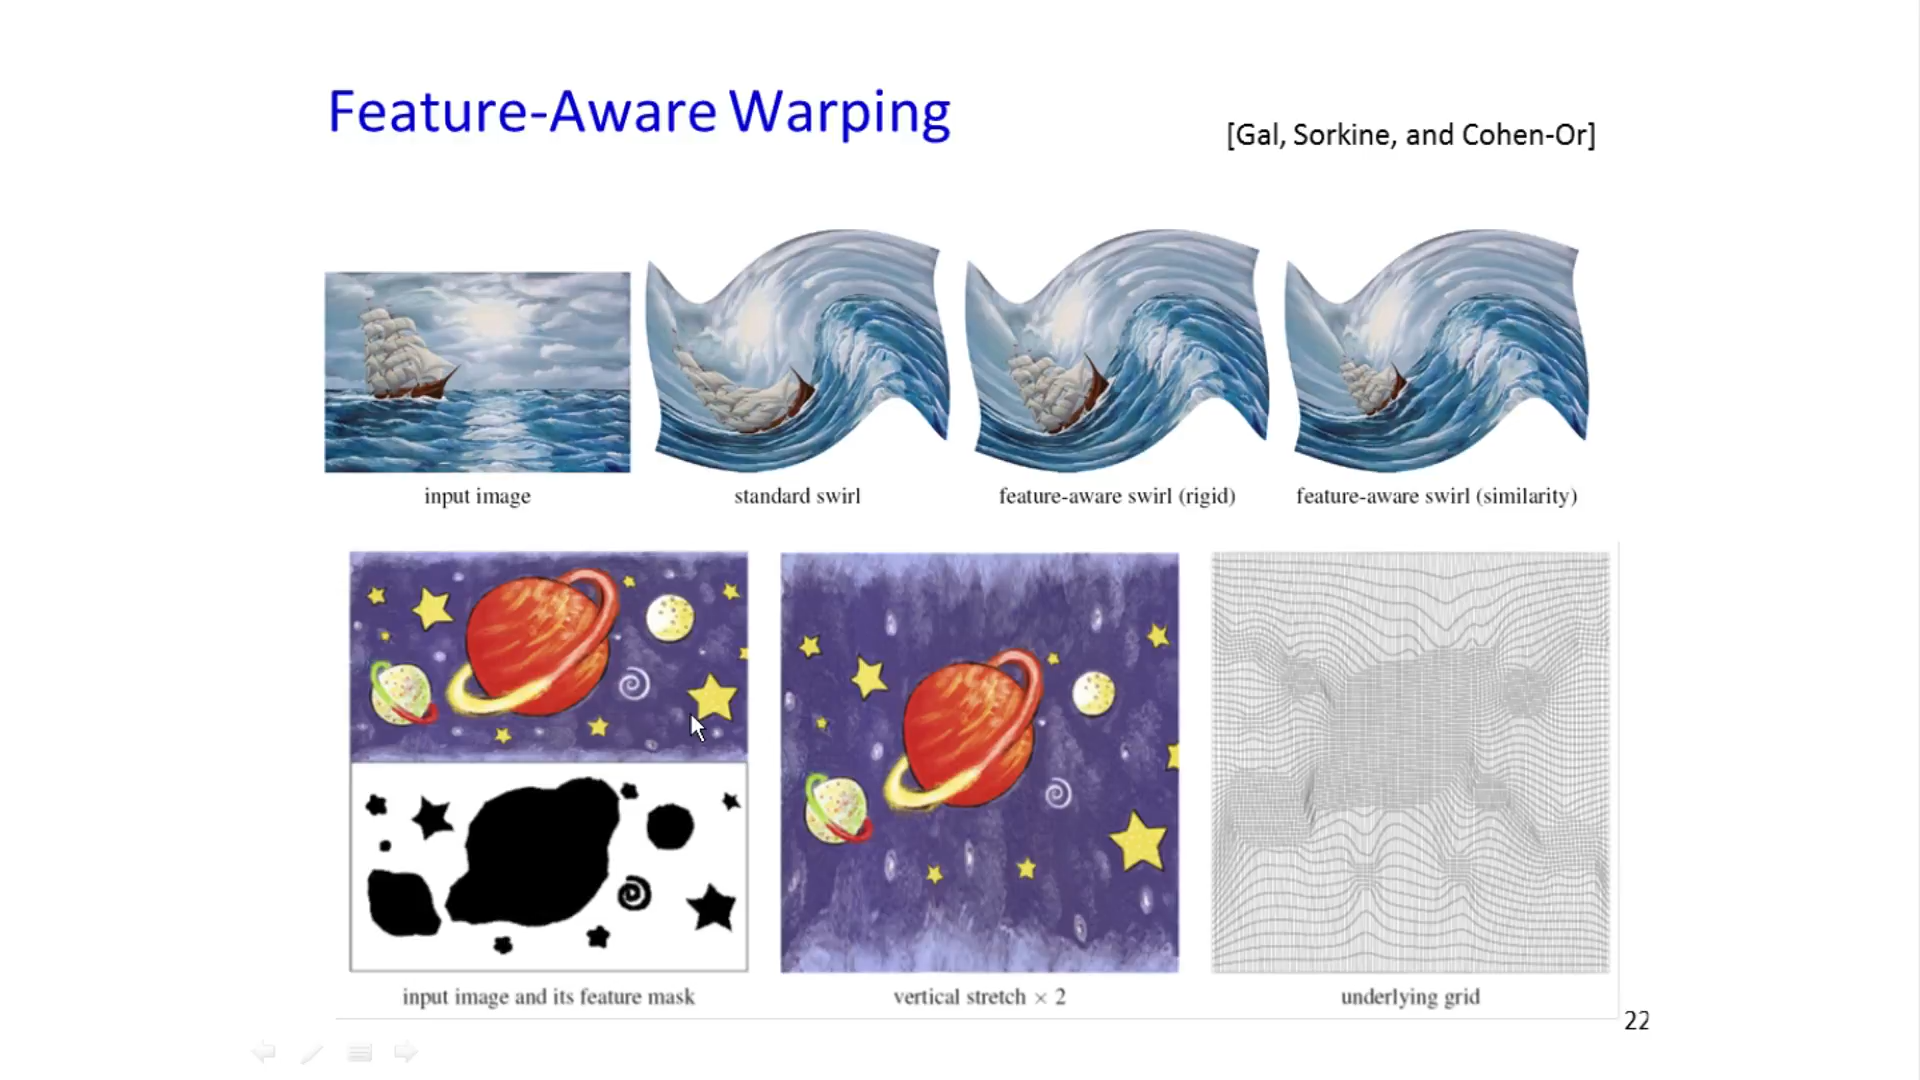 Feature-Aware Warping
[Gal, Sorkine, and Cohen-Or]
input image
standard swirl
feature-aware swirl (rigid)
feature-aware swirl (similarity)
input image and its feature mask
vertical stretch × 2
underlying grid
22